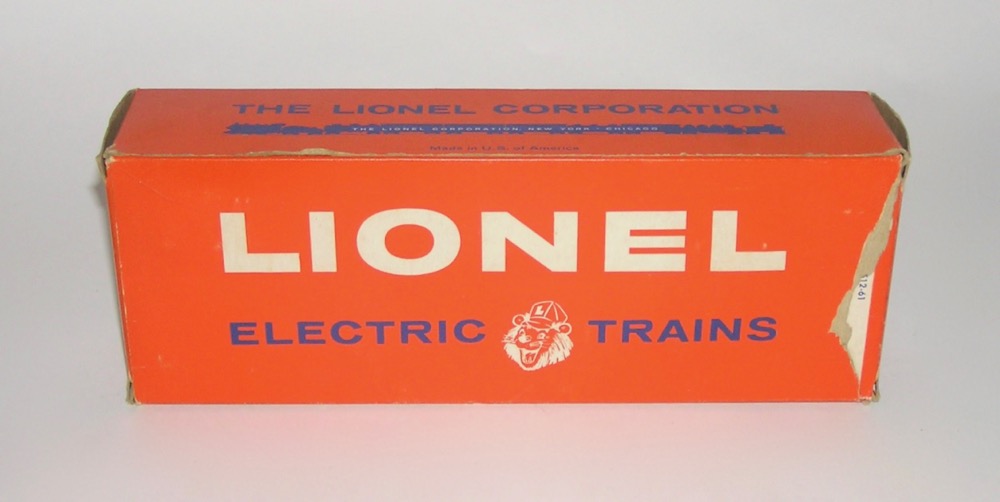 THE LIONEL CORPORATION
THE LIONEL CORPORATION, NEW YORK - CHICAGO
Made in U. S. of America
LIONEL
ELECTRIC TRAINS
L
12-61